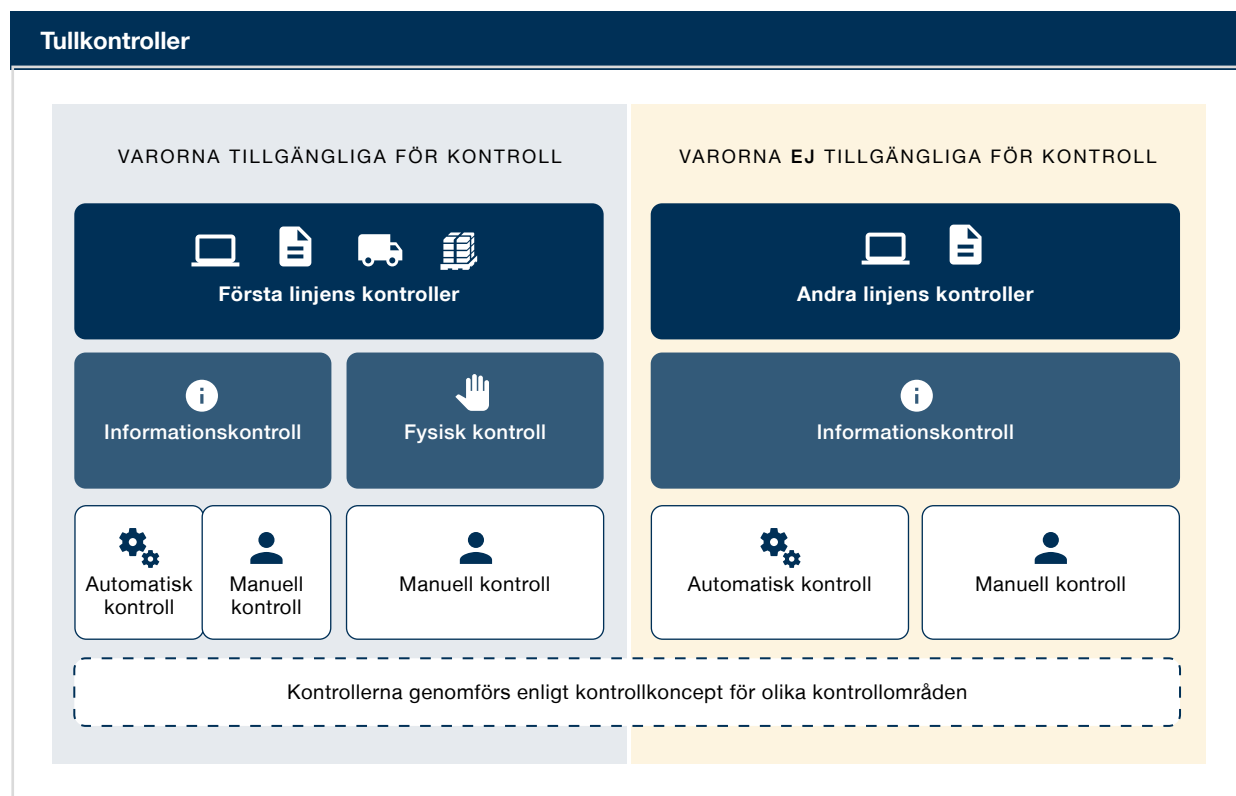 Tullkontroller
VARORNA TILLGÄNGLIGA FÖR KONTROLL
Första linjens kontroller
Informationskontroll
Fysisk kontroll
Automatisk
kontroll
Manuell
kontroll
Manuell kontroll
VARORNA EJ TILLGÄNGLIGA FÖR KONTROLL
Andra linjens kontroller
Informationskontroll
Automatisk kontroll
Manuell kontroll
Kontrollerna genomförs enligt kontrollkoncept för olika kontrollområden